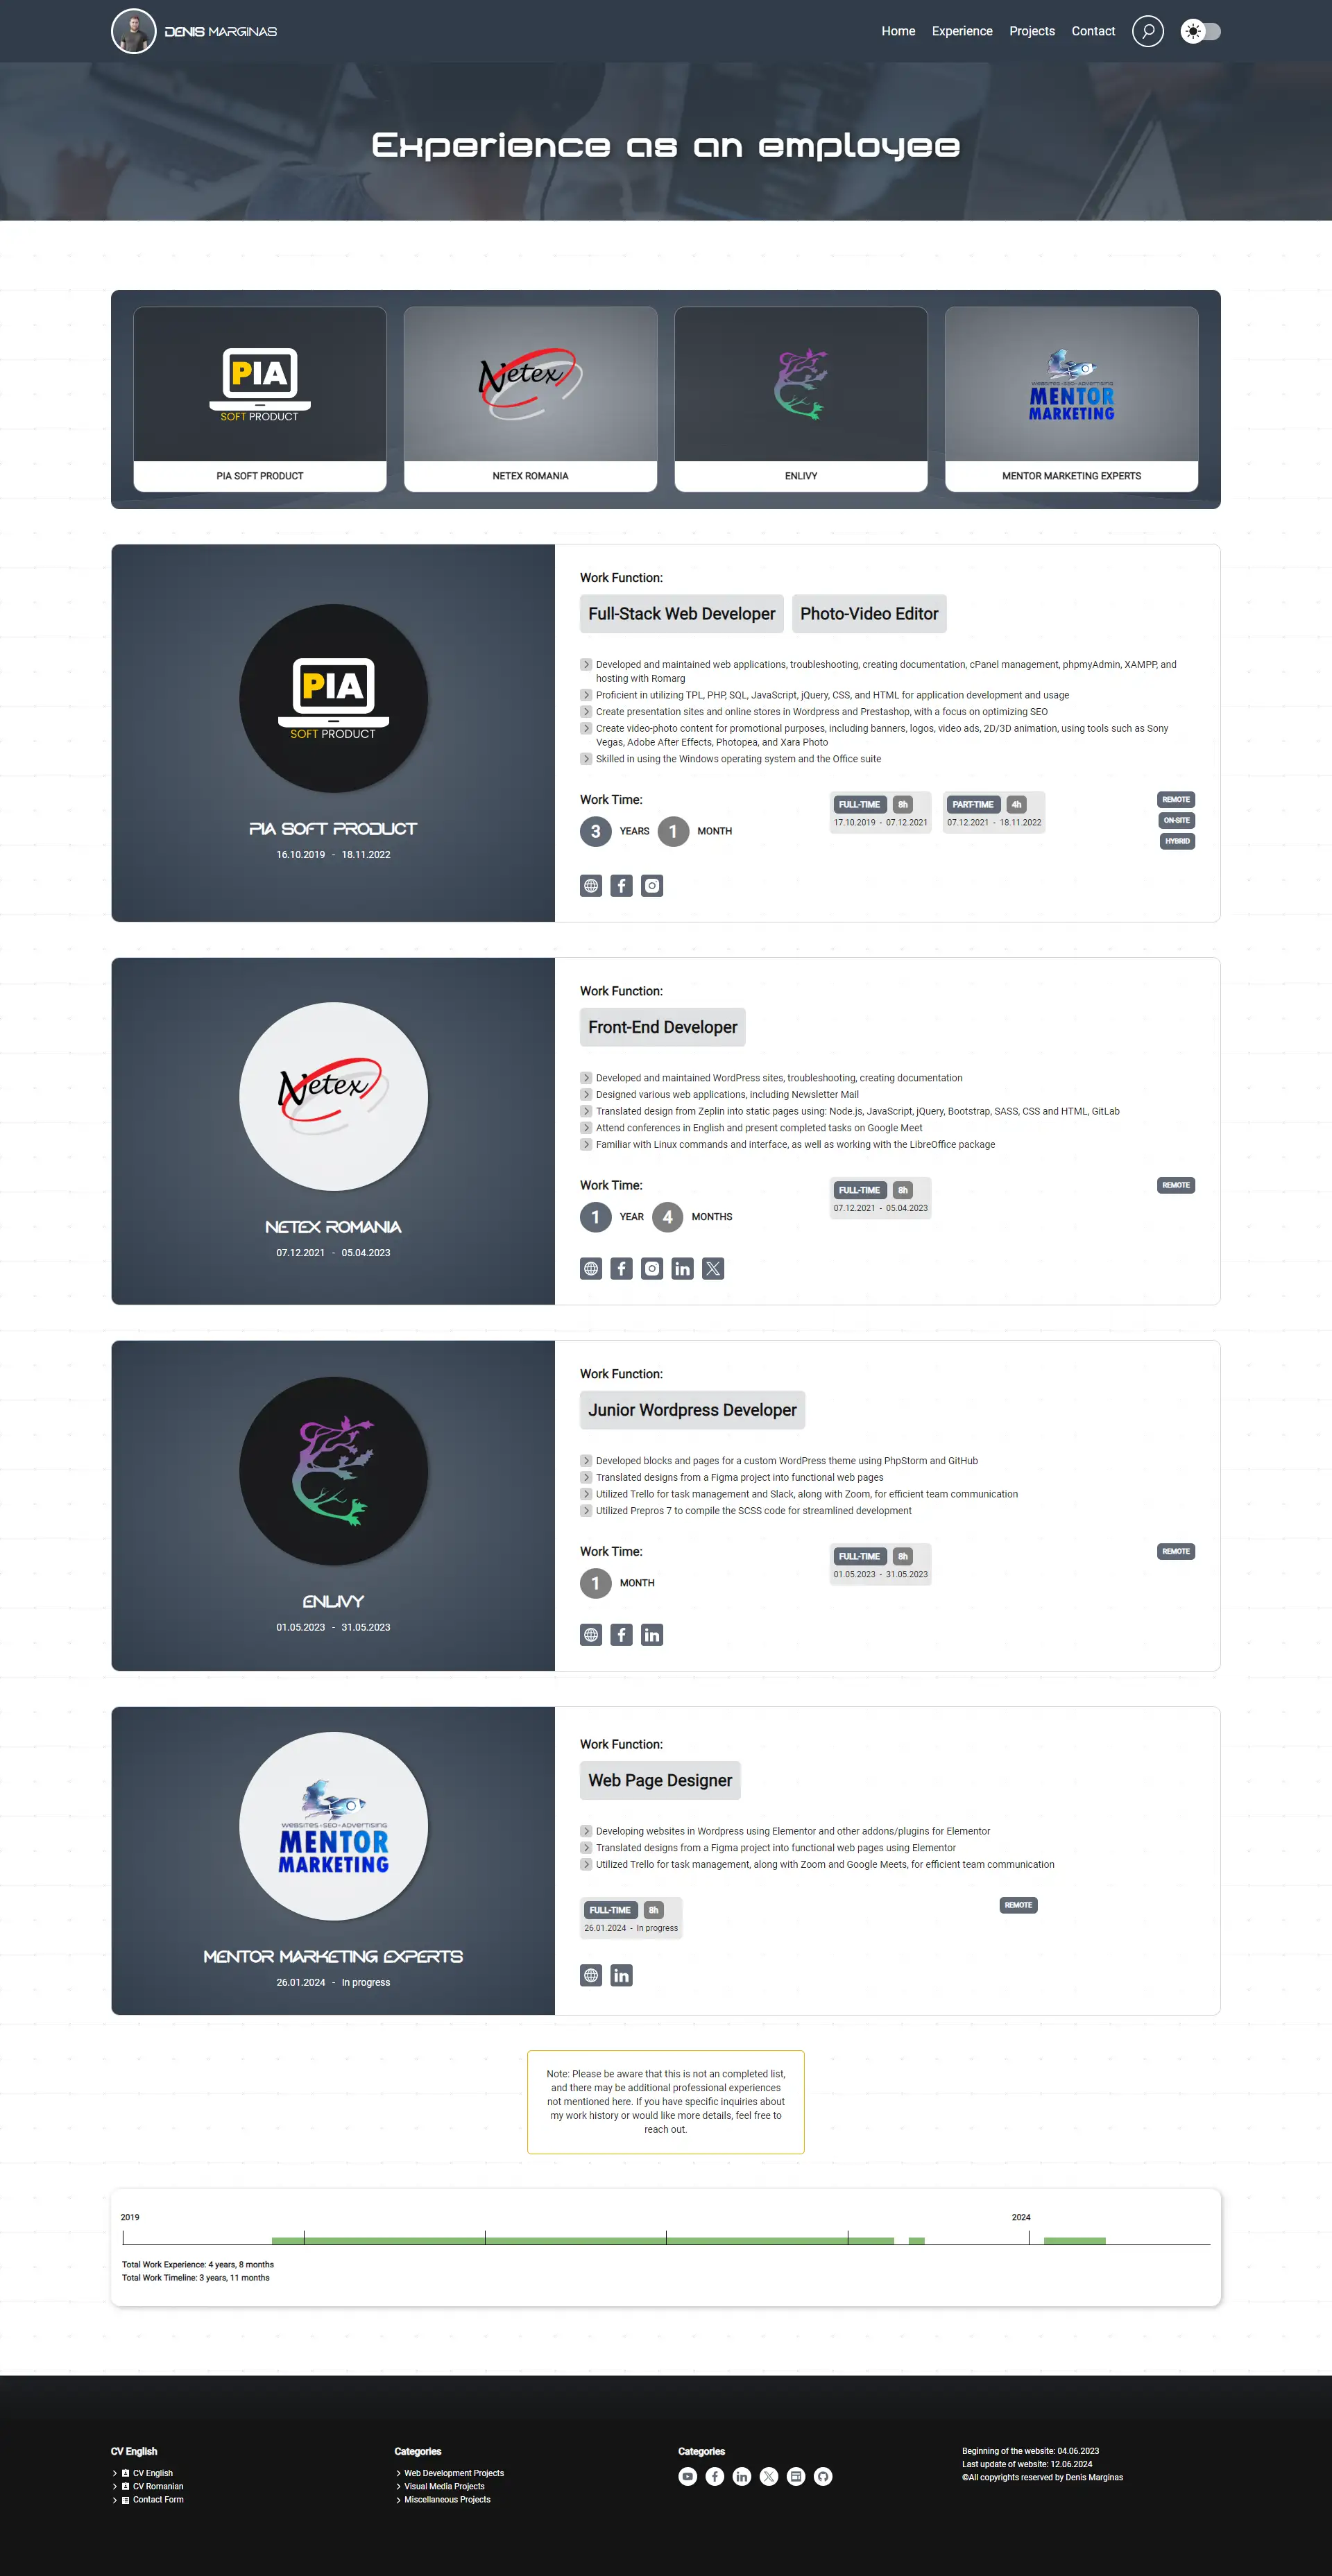 DENIS MARGINAS
Home Experience Projects Contact
Experience as an employee
PIA
SOFT PRODUCT
PIA SOFT PRODUCT
Netex
NETEX ROMANIA
ENLIVY
WEBSITES-SEO-ADVERTISING
MENTOR
MARKETING
MENTOR MARKETING EXPERTS
PIA
SOFT PRODUCT
PIA SOFT PRODUCT
16.10.2019 - 18.11.2022
Work Function:
Full-Stack Web Developer Photo-Video Editor
Developed and maintained web applications, troubleshooting, creating documentation, cPanel management, phpmyAdmin, XAMPP, and
hosting with Romarg
Proficient in utilizing TPL, PHP, SQL, JavaScript, jQuery, CSS, and HTML for application development and usage
Create presentation sites and online stores in Wordpress and Prestashop, with a focus on optimizing SEO
Create video-photo content for promotional purposes, including banners, logos, video ads, 2D/3D animation, using tools such as Sony
Vegas, Adobe After Effects, Photopea, and Xara Photo
Skilled in using the Windows operating system and the Office suite
Work Time:
3 YEARS 1 MONTH
FULL-TIME 8h
17.10.2019 - 07.12.2021
PART-TIME 4h
07.12.2021 - 18.11.2022
REMOTE
ON-SITE
HYBRID
Netex
NETEX ROMANIA
07.12.2021 - 05.04.2023
Work Function:
Front-End Developer
Developed and maintained WordPress sites, troubleshooting, creating documentation
Designed various web applications, including Newsletter Mail
Translated design from Zeplin into static pages using: Node.js, JavaScript, jQuery, Bootstrap, SASS, CSS and HTML, GitLab
Attend conferences in English and present completed tasks on Google Meet
Familiar with Linux commands and interface, as well as working with the LibreOffice package
Work Time:
1 YEAR 4 MONTHS
FULL-TIME 8h
07.12.2021 - 05.04.2023
REMOTE
ENLIVY
01.05.2023 - 31.05.2023
Work Function:
Junior Wordpress Developer
Developed blocks and pages for a custom WordPress theme using PhpStorm and GitHub
Translated designs from a Figma project into functional web pages
Utilized Trello for task management and Slack, along with Zoom, for efficient team communication
Utilized Prepros 7 to compile the SCSS code for streamlined development
Work Time:
1 MONTH
FULL-TIME 8h
01.05.2023 - 31.05.2023
REMOTE
WEBSITES-SEO-ADVERTISING
MENTOR
MARKETING
MENTOR MARKETING EXPERTS
26.01.2024 - In progress
Work Function:
Web Page Designer
Developing websites in Wordpress using Elementor and other addons/plugins for Elementor
Translated designs from a Figma project into functional web pages using Elementor
Utilized Trello for task management, along with Zoom and Google Meets, for efficient team communication
FULL-TIME 8h
26.01.2024 - In progress
REMOTE
Note: Please be aware that this is not an completed list,
and there may be additional professional experiences
not mentioned here. If you have specific inquiries about
my work history or would like more details, feel free to
reach out.
2019 2024
Total Work Experience: 4 years, 8 months
Total Work Timeline: 3 years, 11 months
CV English
CV English
CV Romanian
Contact Form
Categories
Web Development Projects
Visual Media Projects
Miscellaneous Projects
Categories
Beginning of the website: 04.06.2023
Last update of website: 12.06.2024
©All copyrights reserved by Denis Marginas